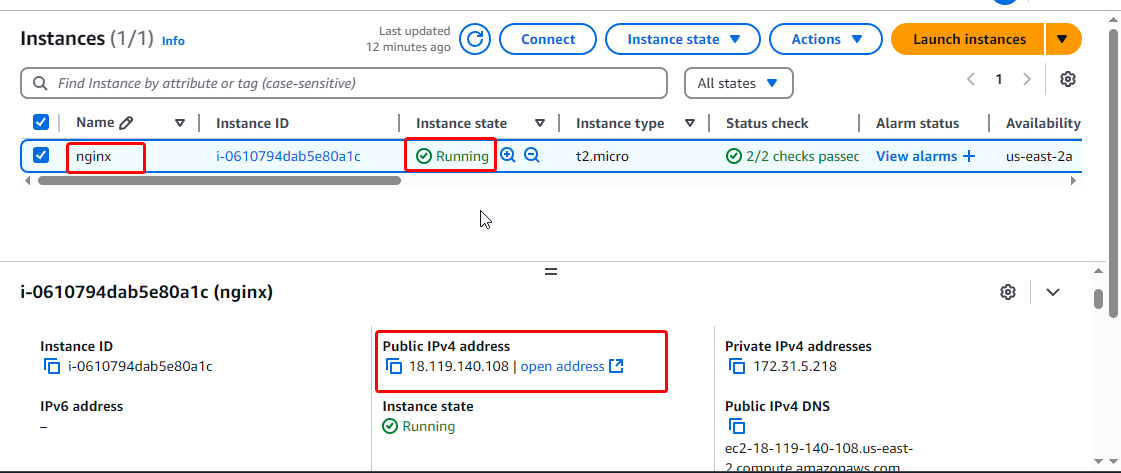 Instances (1/1) Info
Last updated
12 minutes ago
Connect
Instance state
Actions
Launch instances
Find Instance by attribute or tag (case-sensitive)
All states
1
Name Instance ID Instance state Instance type Status check Alarm status Availability
nginx i-0610794dab5e80a1c Running t2.micro 2/2 checks passed View alarms + us-east-2a
i-0610794dab5e80a1c (nginx)
Instance ID
i-0610794dab5e80a1c
Public IPv4 address
18.119.140.108 | open address
Private IPv4 addresses
172.31.5.218
IPv6 address
–
Instance state
Running
Public IPv4 DNS
ec2-18-119-140-108.us-east-
2.compute.amazonaws.com